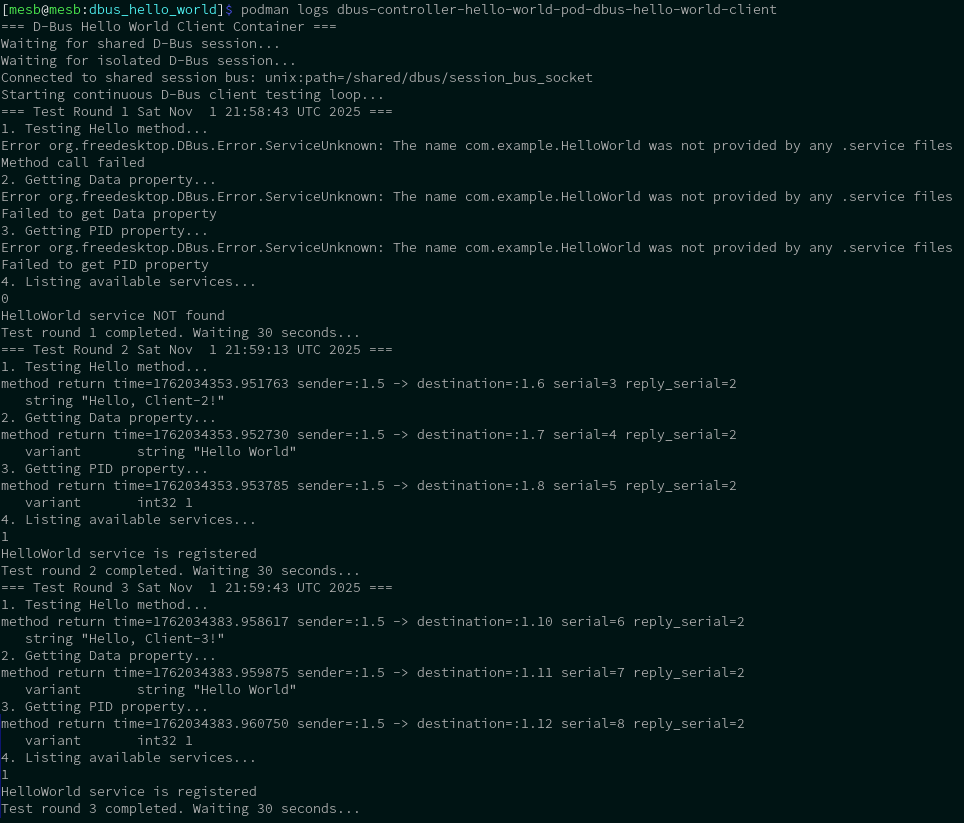 [mesb@mesb:dbus_hello_world]$ podman logs dbus-controller-hello-world-pod-dbus-hello-world-client
=== D-Bus Hello World Client Container ===
Waiting for shared D-Bus session...
Waiting for isolated D-Bus session...
Connected to shared session bus: unix:path=/shared/dbus/session_bus_socket
Starting continuous D-Bus client testing loop...
=== Test Round 1 Sat Nov  1 21:58:43 UTC 2025 ===
1. Testing Hello method...
Error org.freedesktop.DBus.Error.ServiceUnknown: The name com.example.HelloWorld was not provided by any .service files
Method call failed
2. Getting Data property...
Error org.freedesktop.DBus.Error.ServiceUnknown: The name com.example.HelloWorld was not provided by any .service files
Failed to get Data property
3. Getting PID property...
Error org.freedesktop.DBus.Error.ServiceUnknown: The name com.example.HelloWorld was not provided by any .service files
Failed to get PID property
4. Listing available services...
0
HelloWorld service NOT found
Test round 1 completed. Waiting 30 seconds...
=== Test Round 2 Sat Nov  1 21:59:13 UTC 2025 ===
1. Testing Hello method...
method return time=1762034353.951763 sender=:1.5 -> destination=:1.6 serial=3 reply_serial=2
   string "Hello, Client-2!"
2. Getting Data property...
method return time=1762034353.952730 sender=:1.5 -> destination=:1.7 serial=4 reply_serial=2
   variant       string "Hello World"
3. Getting PID property...
method return time=1762034353.953785 sender=:1.5 -> destination=:1.8 serial=5 reply_serial=2
   variant       int32 1
4. Listing available services...
1
HelloWorld service is registered
Test round 2 completed. Waiting 30 seconds...
=== Test Round 3 Sat Nov  1 21:59:43 UTC 2025 ===
1. Testing Hello method...
method return time=1762034383.958617 sender=:1.5 -> destination=:1.10 serial=6 reply_serial=2
   string "Hello, Client-3!"
2. Getting Data property...
method return time=1762034383.959875 sender=:1.5 -> destination=:1.11 serial=7 reply_serial=2
   variant       string "Hello World"
3. Getting PID property...
method return time=1762034383.960750 sender=:1.5 -> destination=:1.12 serial=8 reply_serial=2
   variant       int32 1
4. Listing available services...
1
HelloWorld service is registered
Test round 3 completed. Waiting 30 seconds...